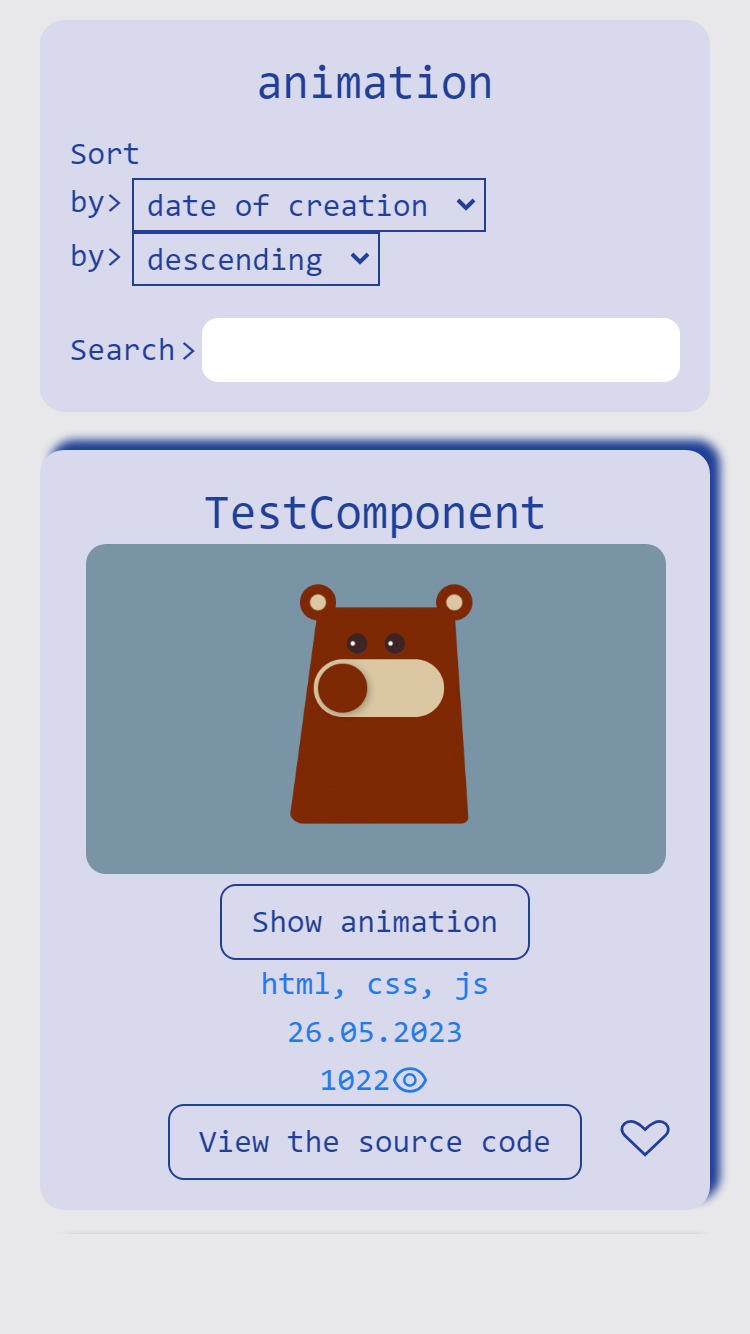 animation
Sort
by> date of creation
by> descending
Search>
TestComponent
Show animation
html, css, js
26.05.2023
1022
View the source code